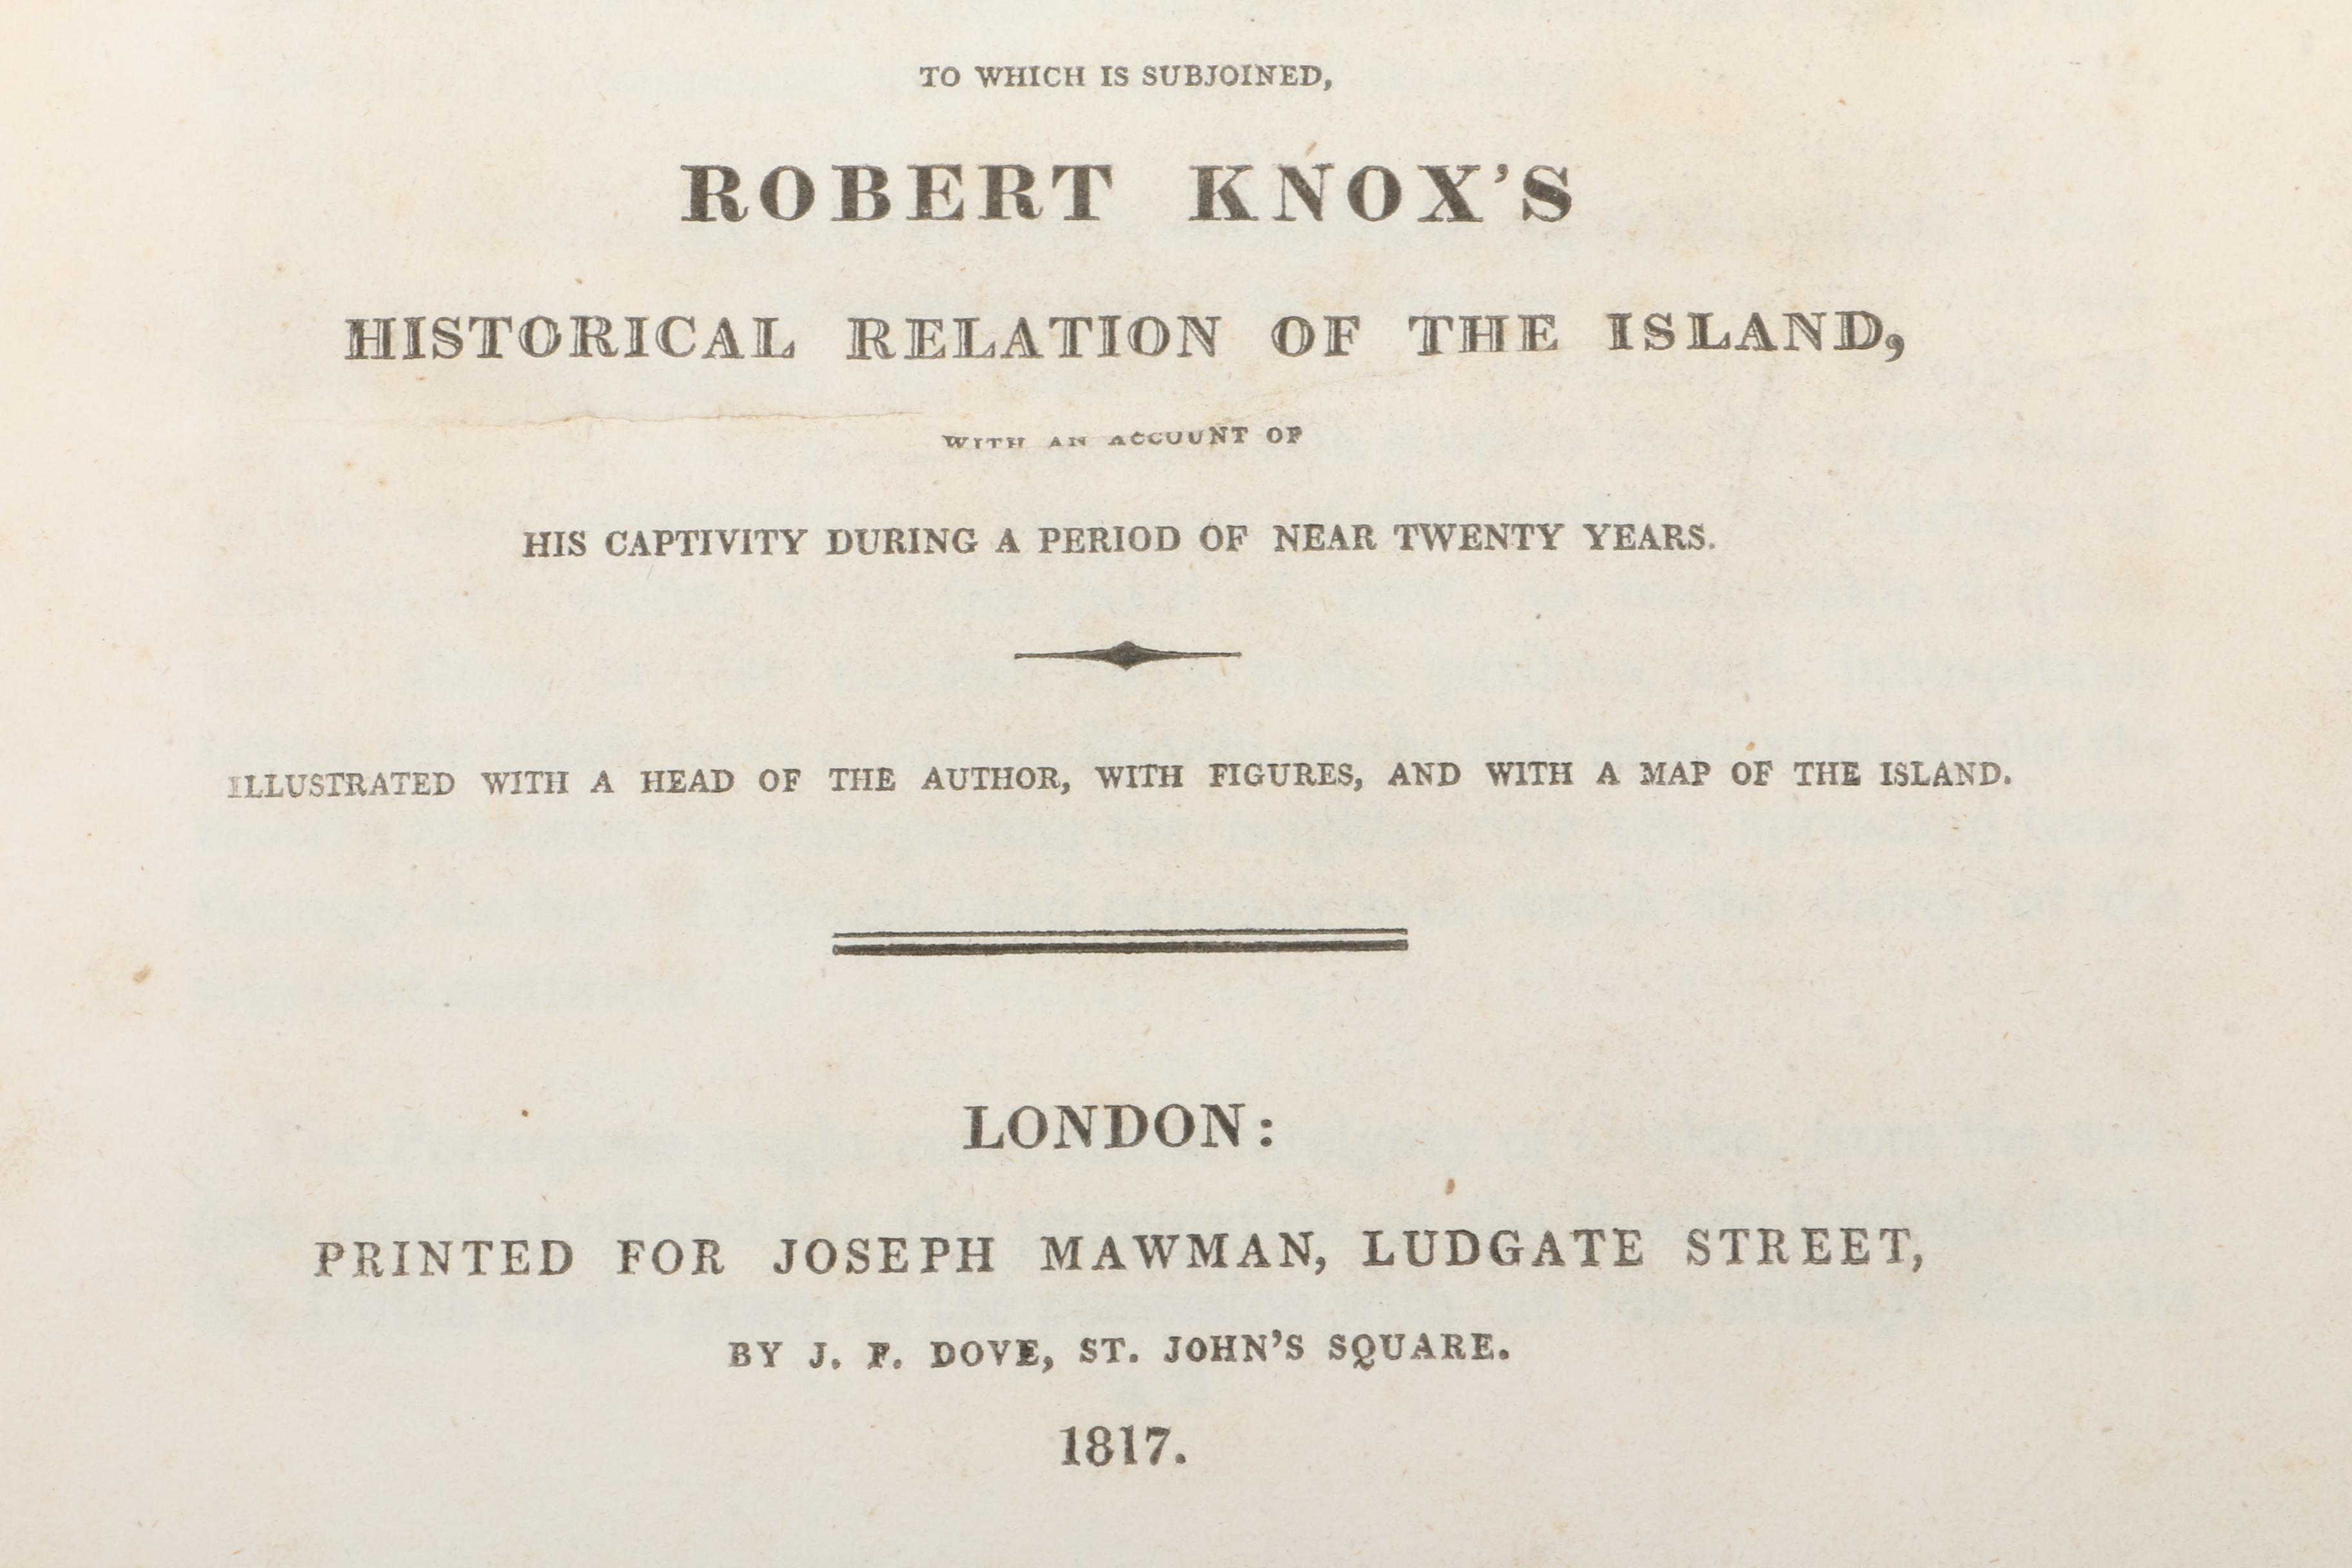 TO WHICH IS SUBJOINED,
ROBERT KNOX'S
HISTORICAL RELATION OF THE ISLAND,
WITH AN ACCOUNT OF
HIS CAPTIVITY DURING A PERIOD OF NEAR TWENTY YEARS.
ILLUSTRATED WITH A HEAD OF THE AUTHOR, WITH FIGURES, AND WITH A MAP OF THE ISLAND.
LONDON:
PRINTED FOR JOSEPH MAWMAN, LUDGATE STREET,
BY J. F. DOVE, ST. JOHN'S SQUARE.
1817.